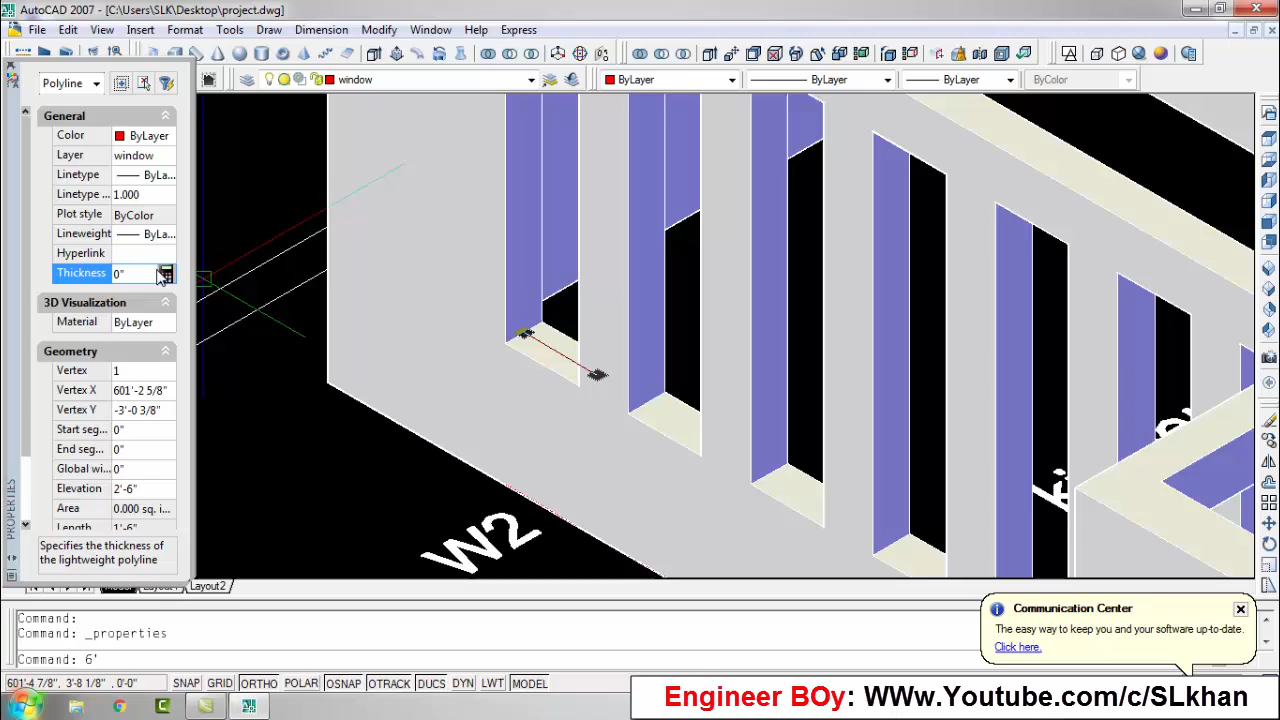 AutoCAD 2007 - [C:\Users\SLK\Desktop\project.dwg]
File Edit View Insert Format Tools Draw Dimension Modify Window Help Express
window ByLayer ByLayer ByLayer ByColor
Polyline
General
Color ByLayer
Layer window
Linetype ByLa...
Linetype ... 1.000
Plot style ByColor
Lineweight ByLa...
Hyperlink
Thickness 0"
3D Visualization
Material ByLayer
Geometry
Vertex 1
Vertex X 601'-2 5/8"
Vertex Y -3'-0 3/8"
Start seg... 0"
End seg... 0"
Global wi... 0"
Elevation 2'-6"
Area 0.000 sq. i...
Length 1'-6"
Specifies the thickness of
the lightweight polyline
PROPERTIES
W2
Model Layout1 Layout2
Command:
Command: _properties
Command: 6'
Communication Center
The easy way to keep you and your software up-to-date.
Click here.
601'-4 7/8", 3'-8 1/8", 0'-0" SNAP GRID ORTHO POLAR OSNAP OTRACK DUCS DYN LWT MODEL
Engineer BOy: WWw.Youtube.com/c/SLkhan